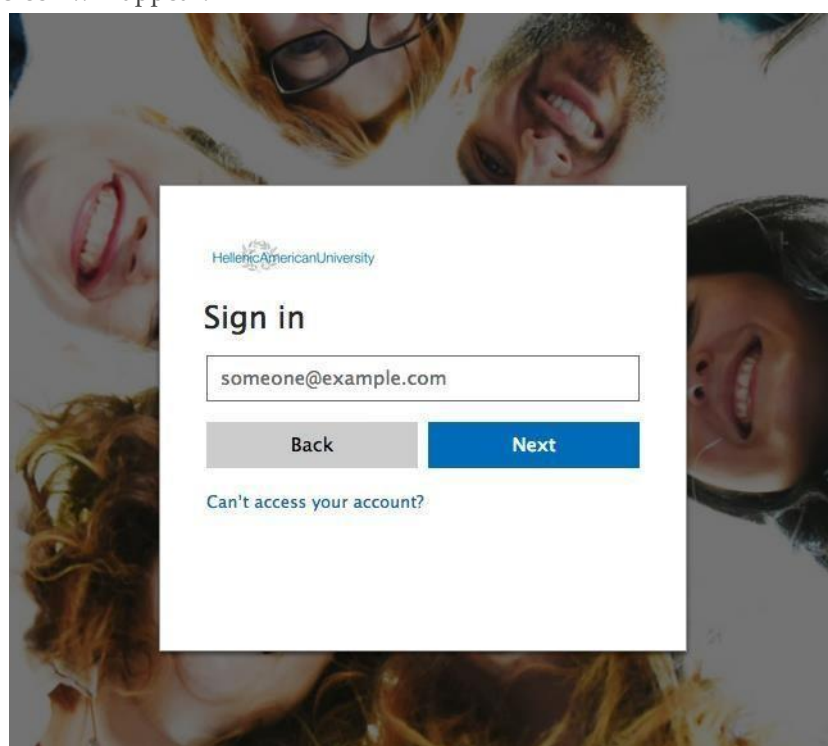 HellenicAmericanUniversity
Sign in
someone@example.com
Back Next
Can't access your account?